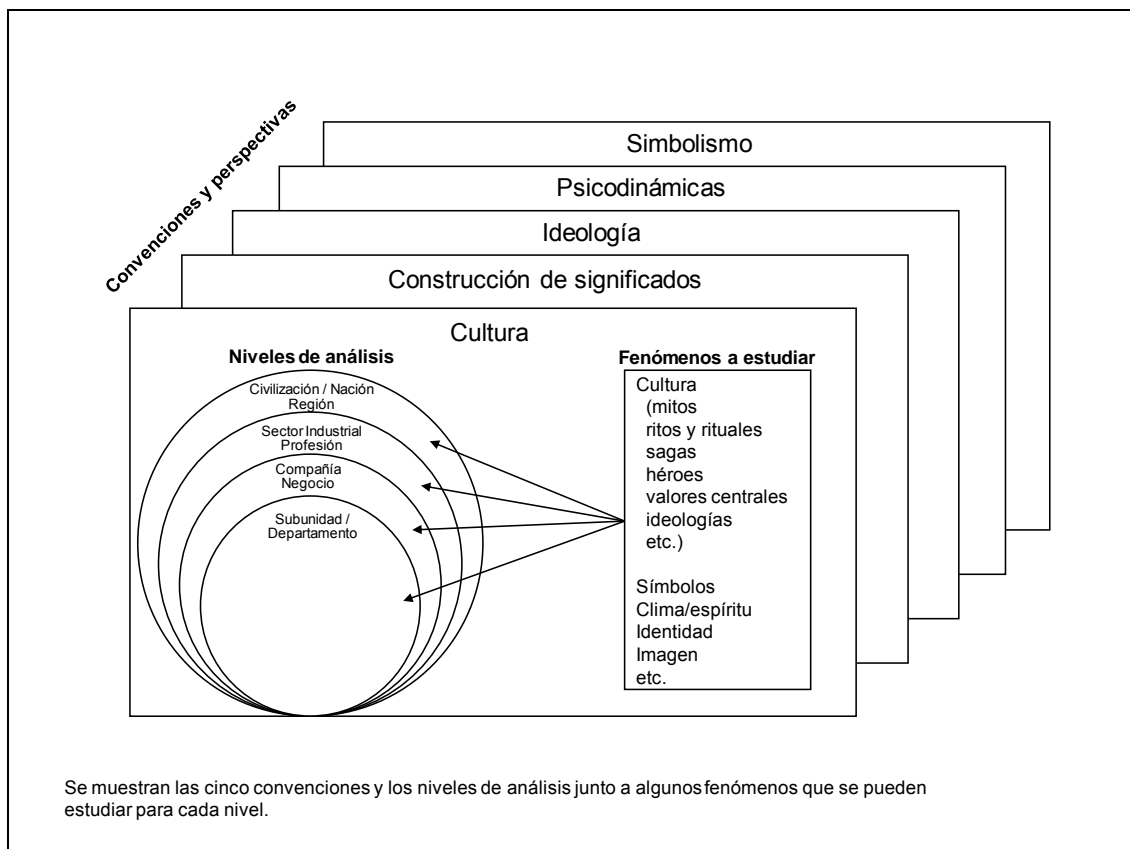 Convenciones y perspectivas
Simbolismo
Psicodinámicas
Ideología
Construcción de significados
Cultura
Niveles de análisis
Civilización / Nación
Región
Sector Industrial
Profesión
Compañía
Negocio
Subunidad /
Departamento
Fenómenos a estudiar
Cultura
(mitos
ritos y rituales
sagas
héroes
valores centrales
ideologías
etc.)
Símbolos
Clima/espíritu
Identidad
Imagen
etc.
Se muestran las cinco convenciones y los niveles de análisis junto a algunos fenómenos que se pueden
estudiar para cada nivel.